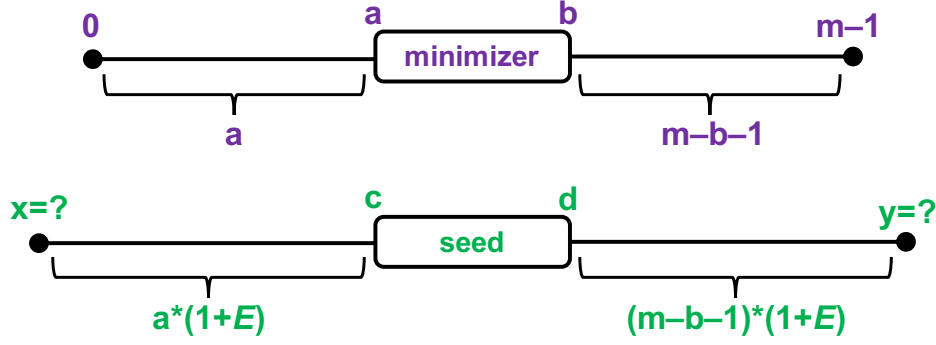 0 a b m–1
minimizer
a m–b–1
x=? c d y=?
seed
a*(1+E) (m–b–1)*(1+E)